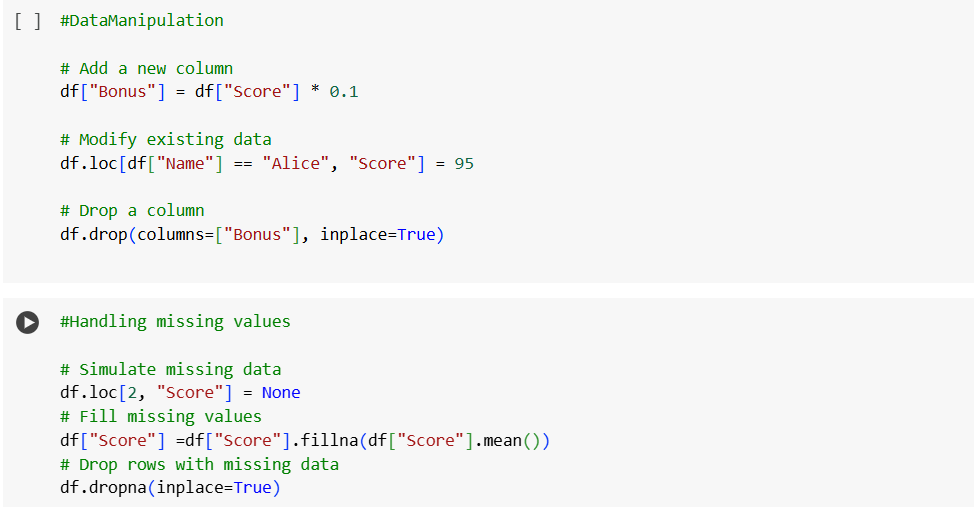 [ ] #DataManipulation
# Add a new column
df["Bonus"] = df["Score"] * 0.1
# Modify existing data
df.loc[df["Name"] == "Alice", "Score"] = 95
# Drop a column
df.drop(columns=["Bonus"], inplace=True)
#Handling missing values
# Simulate missing data
df.loc[2, "Score"] = None
# Fill missing values
df["Score"] =df["Score"].fillna(df["Score"].mean())
# Drop rows with missing data
df.dropna(inplace=True)